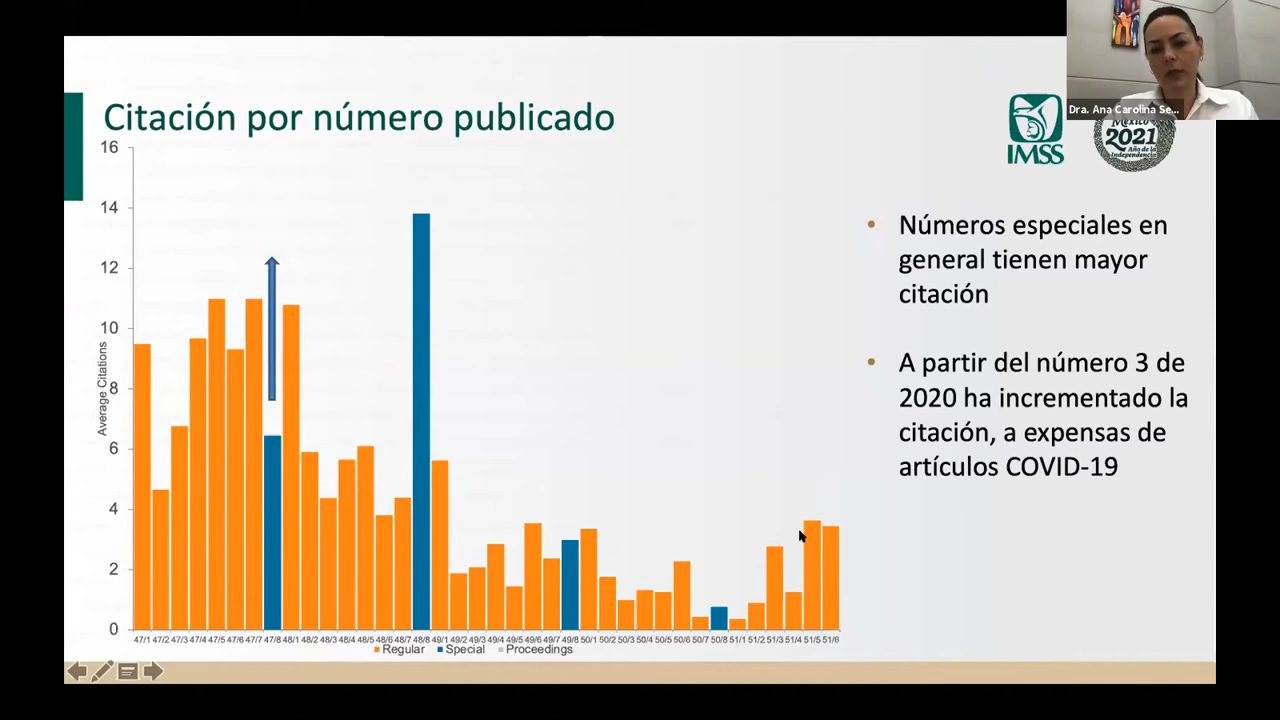 Dra. Ana Carolina Se...
Citación por número publicado
IMSS
México
2021
Año de la
Independencia
16
14
12
10
8
6
4
2
0
Average Citations
47/1 47/2 47/3 47/4 47/5 47/6 47/7 47/8 48/1 48/2 48/3 48/4 48/5 48/6 48/7 48/8 49/1 49/2 49/3 49/4 49/5 49/6 49/7 49/8 50/1 50/2 50/3 50/4 50/5 50/6 50/7 50/8 51/1 51/2 51/3 51/4 51/5 51/6
Regular Special Proceedings
• Números especiales en
general tienen mayor
citación
• A partir del número 3 de
2020 ha incrementado la
citación, a expensas de
artículos COVID-19